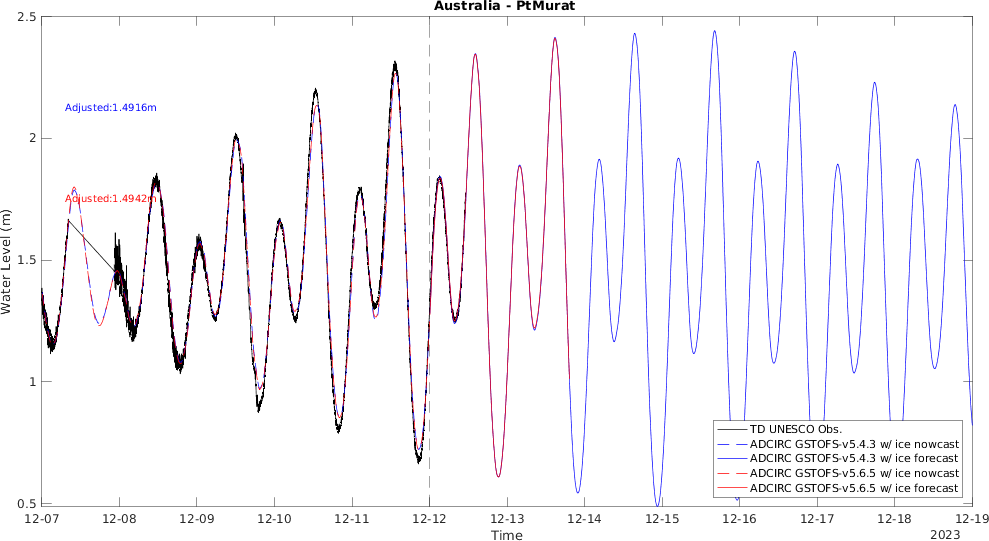 Australia - PtMurat
2.5
2
1.5
1
0.5
Water Level (m)
Adjusted:1.4916m
Adjusted:1.4942m
TD UNESCO Obs.
ADCIRC GSTOFS-v5.4.3 w/ ice nowcast
ADCIRC GSTOFS-v5.4.3 w/ ice forecast
ADCIRC GSTOFS-v5.6.5 w/ ice nowcast
ADCIRC GSTOFS-v5.6.5 w/ ice forecast
12-07 12-08 12-09 12-10 12-11 12-12 12-13 12-14 12-15 12-16 12-17 12-18 12-19
Time
2023